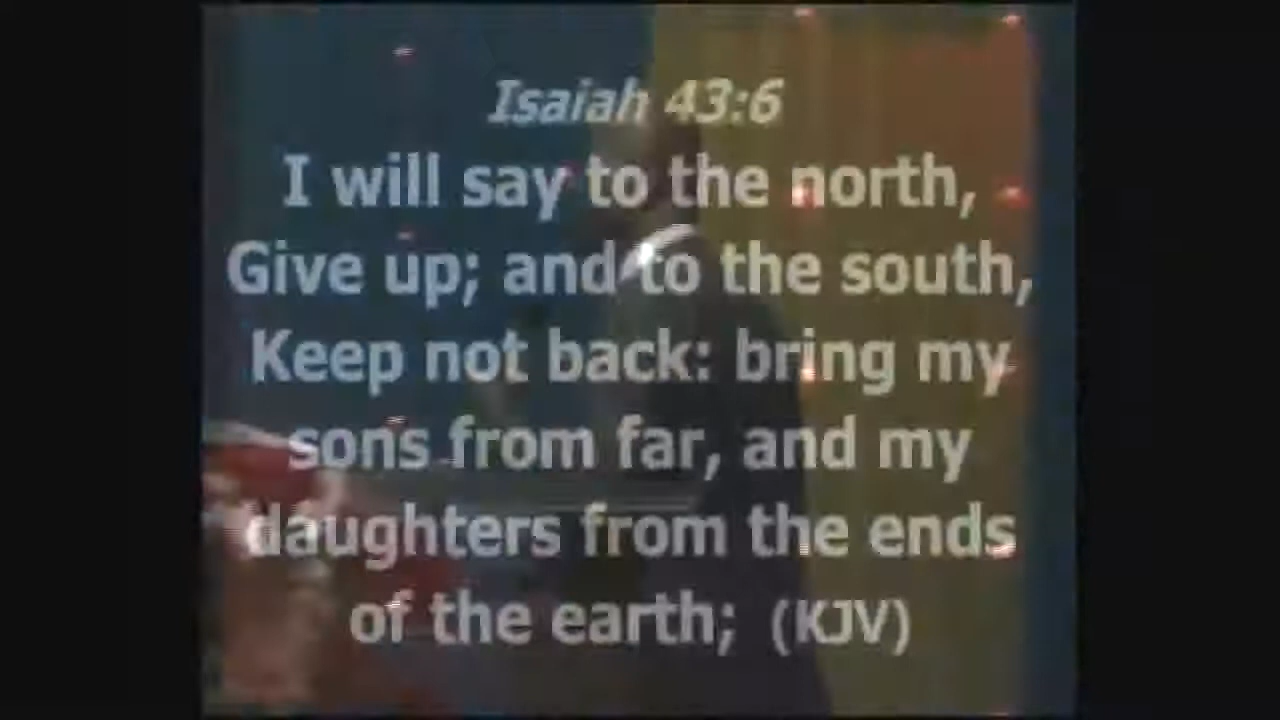 Isaiah 43:6
I will say to the north,
Give up; and to the south,
Keep not back: bring my
sons from far, and my
daughters from the ends
of the earth; (KJV)